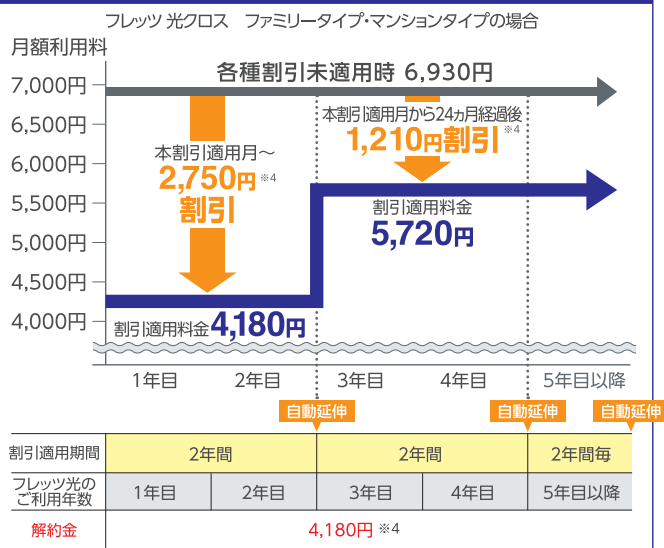 フレッツ 光クロス　ファミリータイプ・マンションタイプの場合
月額利用料
各種割引未適用時 6,930円
7,000円
6,500円
6,000円
5,500円
5,000円
4,500円
4,000円
本割引適用月～
2,750円 ※4
割引
本割引適用月から24ヵ月経過後
1,210円割引 ※4
割引適用料金
5,720円
割引適用料金 4,180円
1年目 2年目 3年目 4年目 5年目以降
自動延伸 自動延伸 自動延伸
割引適用期間 2年間 2年間 2年間毎
フレッツ光の
ご利用年数 1年目 2年目 3年目 4年目 5年目以降
解約金 4,180円 ※4